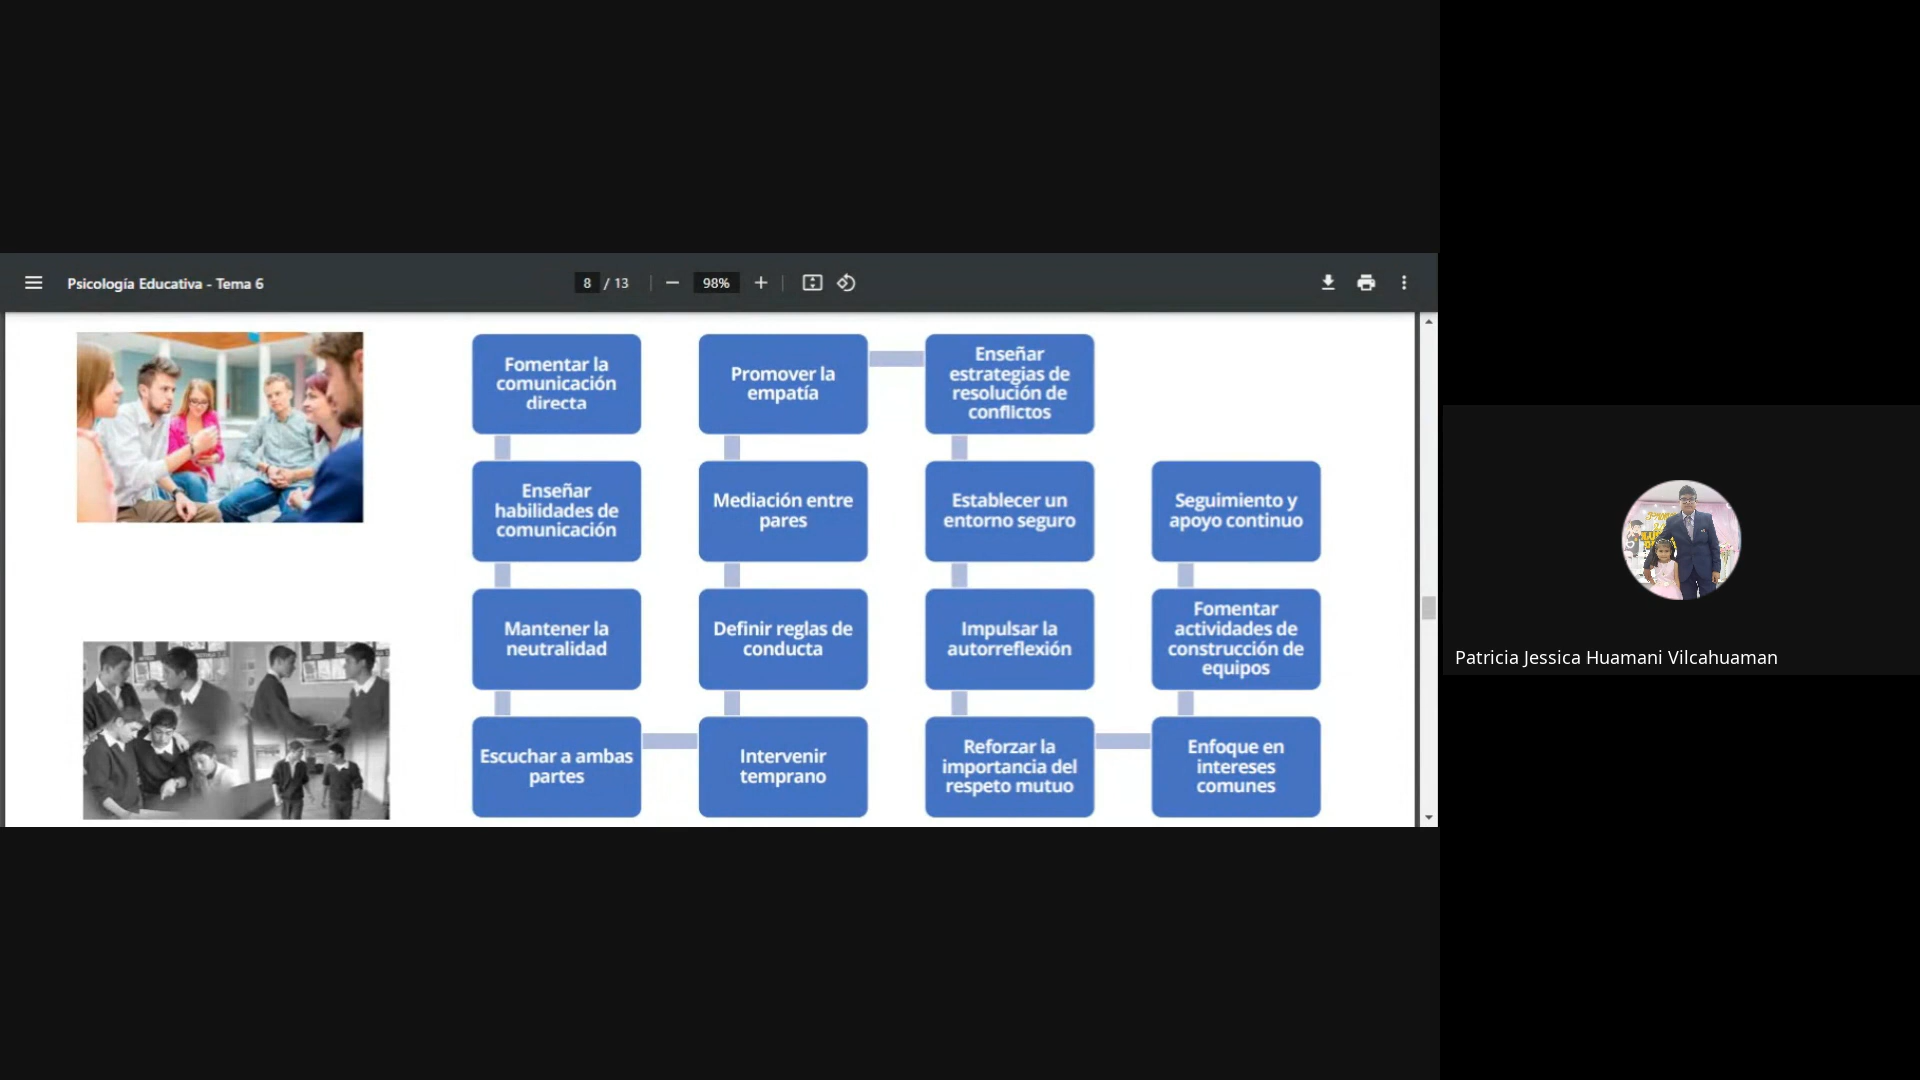 Psicología Educativa - Tema 6
8 / 13
98%
Fomentar la
comunicación
directa
Enseñar
habilidades de
comunicación
Mantener la
neutralidad
Escuchar a ambas
partes
Intervenir
temprano
Definir reglas de
conducta
Mediación entre
pares
Promover la
empatía
Enseñar
estrategias de
resolución de
conflictos
Establecer un
entorno seguro
Impulsar la
autorreflexión
Reforzar la
importancia del
respeto mutuo
Enfoque en
intereses
comunes
Fomentar
actividades de
construcción de
equipos
Seguimiento y
apoyo continuo
Patricia Jessica Huamani Vilcahuaman